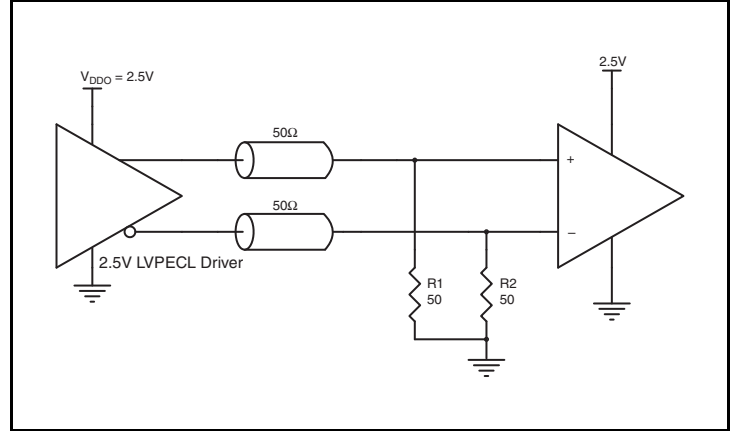 V_DDO = 2.5V
2.5V
50Ω
+
50Ω
–
2.5V LVPECL Driver
R1
50
R2
50